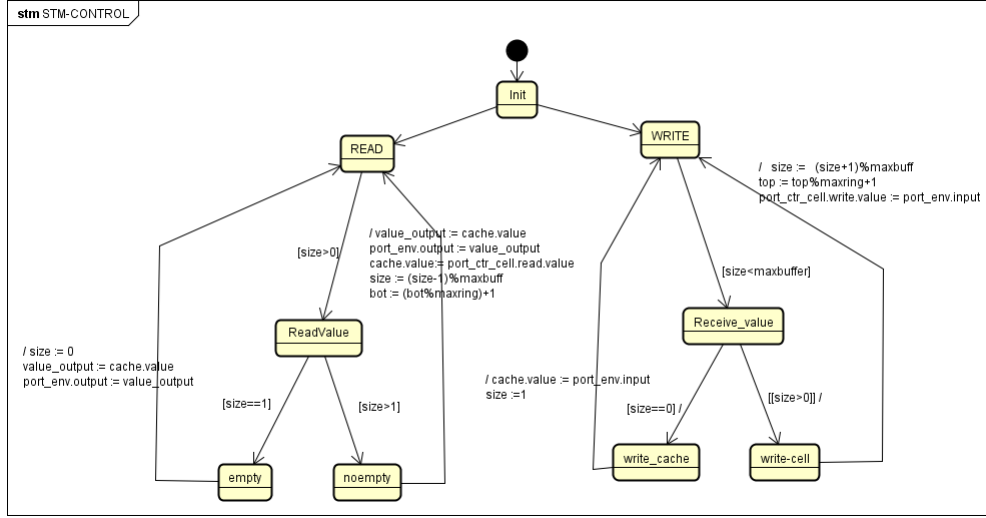 stm STM-CONTROL
Init
READ
WRITE
/ size := (size+1)%maxbuff
top := top%maxring+1
port_ctr_cell.write.value := port_env.input
/ value_output := cache.value
port_env.output := value_output
cache.value:= port_ctr_cell.read.value
size := (size-1)%maxbuff
bot := (bot%maxring)+1
[size>0]
[size<maxbuffer]
ReadValue
Receive_value
/ size := 0
value_output := cache.value
port_env.output := value_output
/ cache.value := port_env.input
size :=1
[size==1]
[size>1]
[size==0] /
[[size>0]] /
empty
noempty
write_cache
write-cell